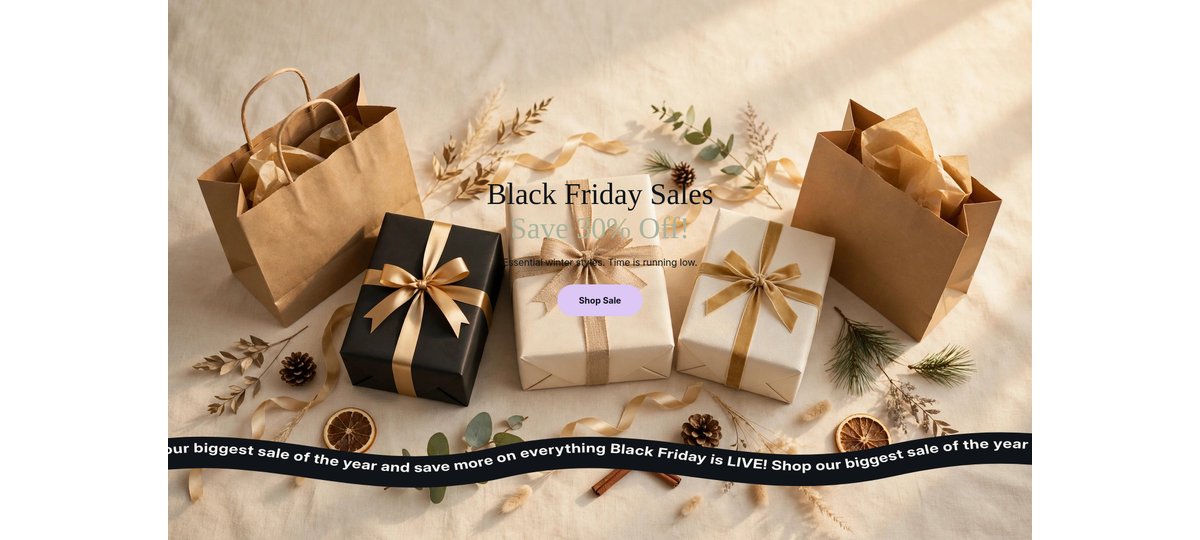 Black Friday Sales
Save 30% Off!
Essential winter styles. Time is running low.
Shop Sale
our biggest sale of the year and save more on everything Black Friday is LIVE! Shop our biggest sale of the year